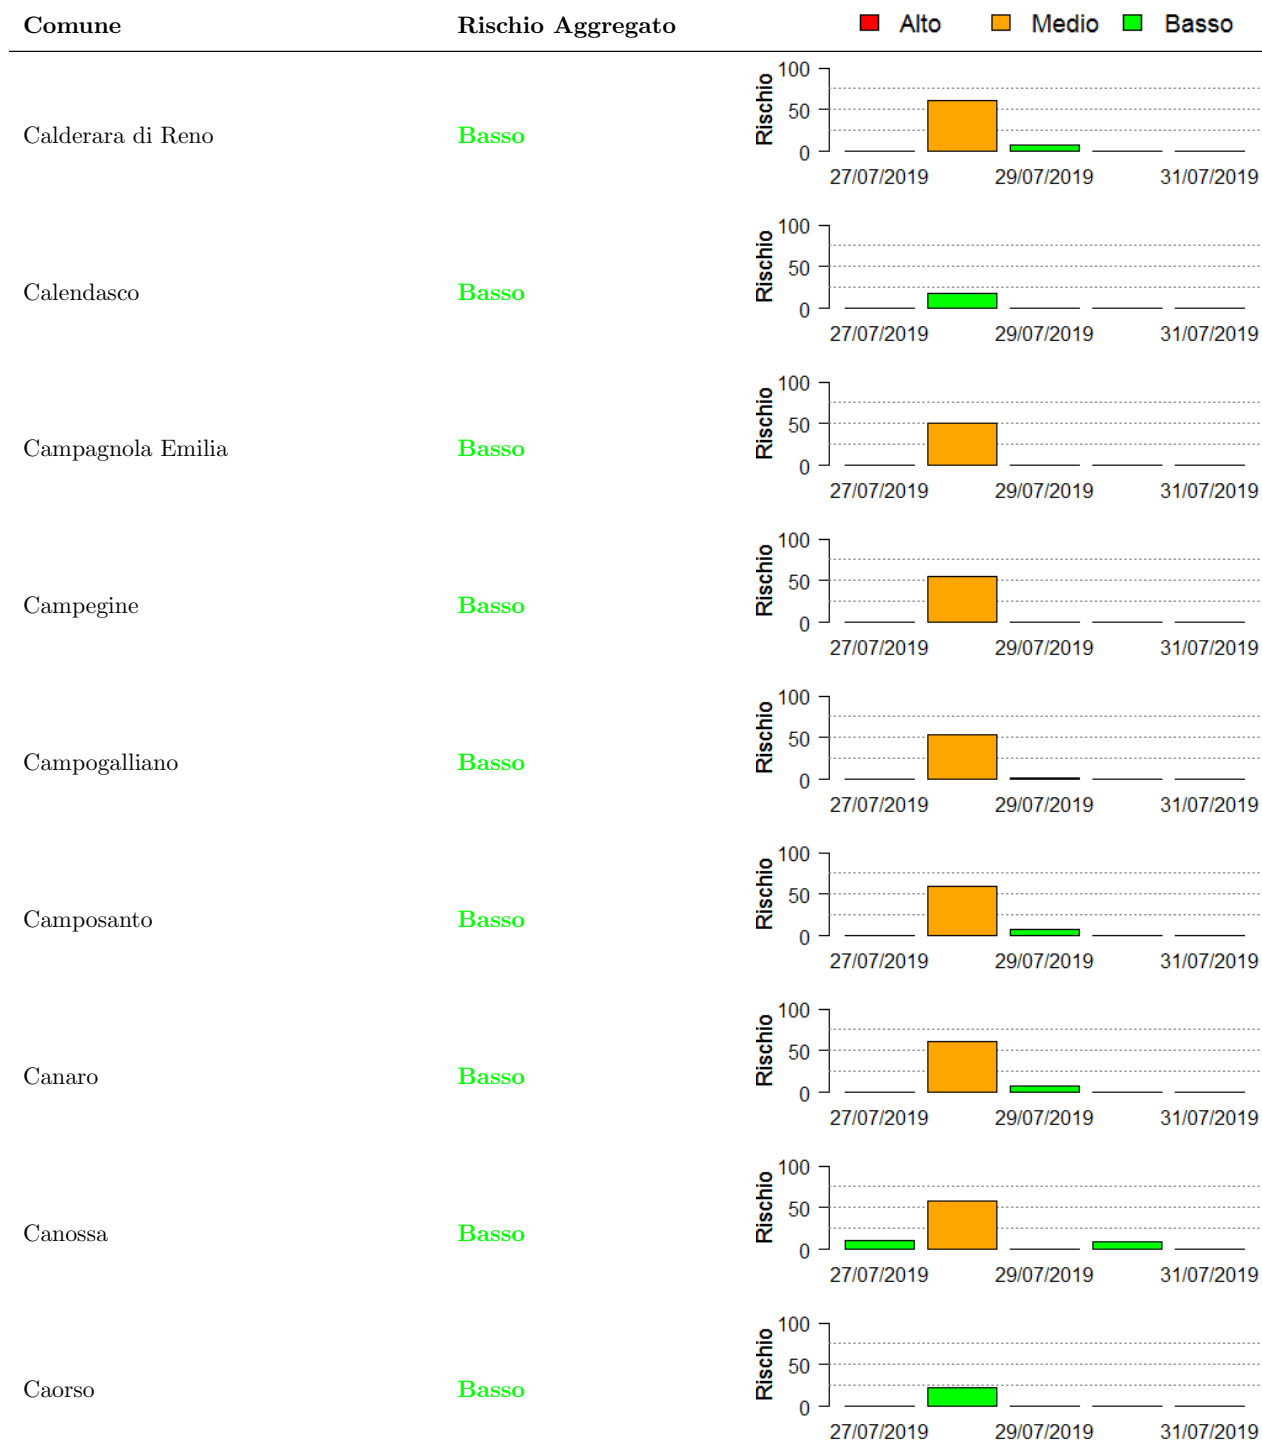 Comune Rischio Aggregato Alto Medio Basso
100
50
0
Rischio
Calderara di Reno Basso
27/07/2019 29/07/2019 31/07/2019
100
50
0
Rischio
Calendasco Basso
27/07/2019 29/07/2019 31/07/2019
100
50
0
Rischio
Campagnola Emilia Basso
27/07/2019 29/07/2019 31/07/2019
100
50
0
Rischio
Campegine Basso
27/07/2019 29/07/2019 31/07/2019
100
50
0
Rischio
Campogalliano Basso
27/07/2019 29/07/2019 31/07/2019
100
50
0
Rischio
Camposanto Basso
27/07/2019 29/07/2019 31/07/2019
100
50
0
Rischio
Canaro Basso
27/07/2019 29/07/2019 31/07/2019
100
50
0
Rischio
Canossa Basso
27/07/2019 29/07/2019 31/07/2019
100
50
0
Rischio
Caorso Basso
27/07/2019 29/07/2019 31/07/2019